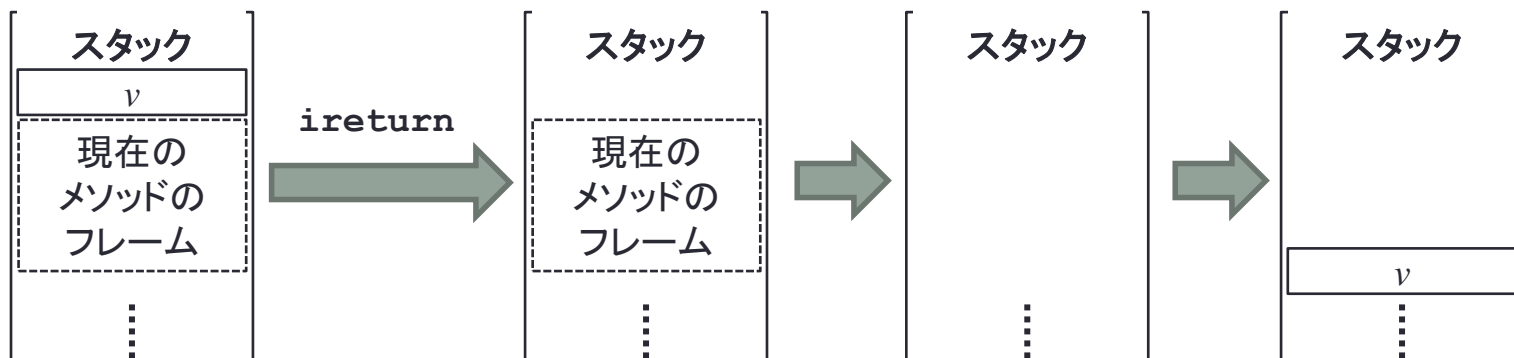 スタック
v
現在の
メソッドの
フレーム
ireturn
スタック
現在の
メソッドの
フレーム
スタック
スタック
v